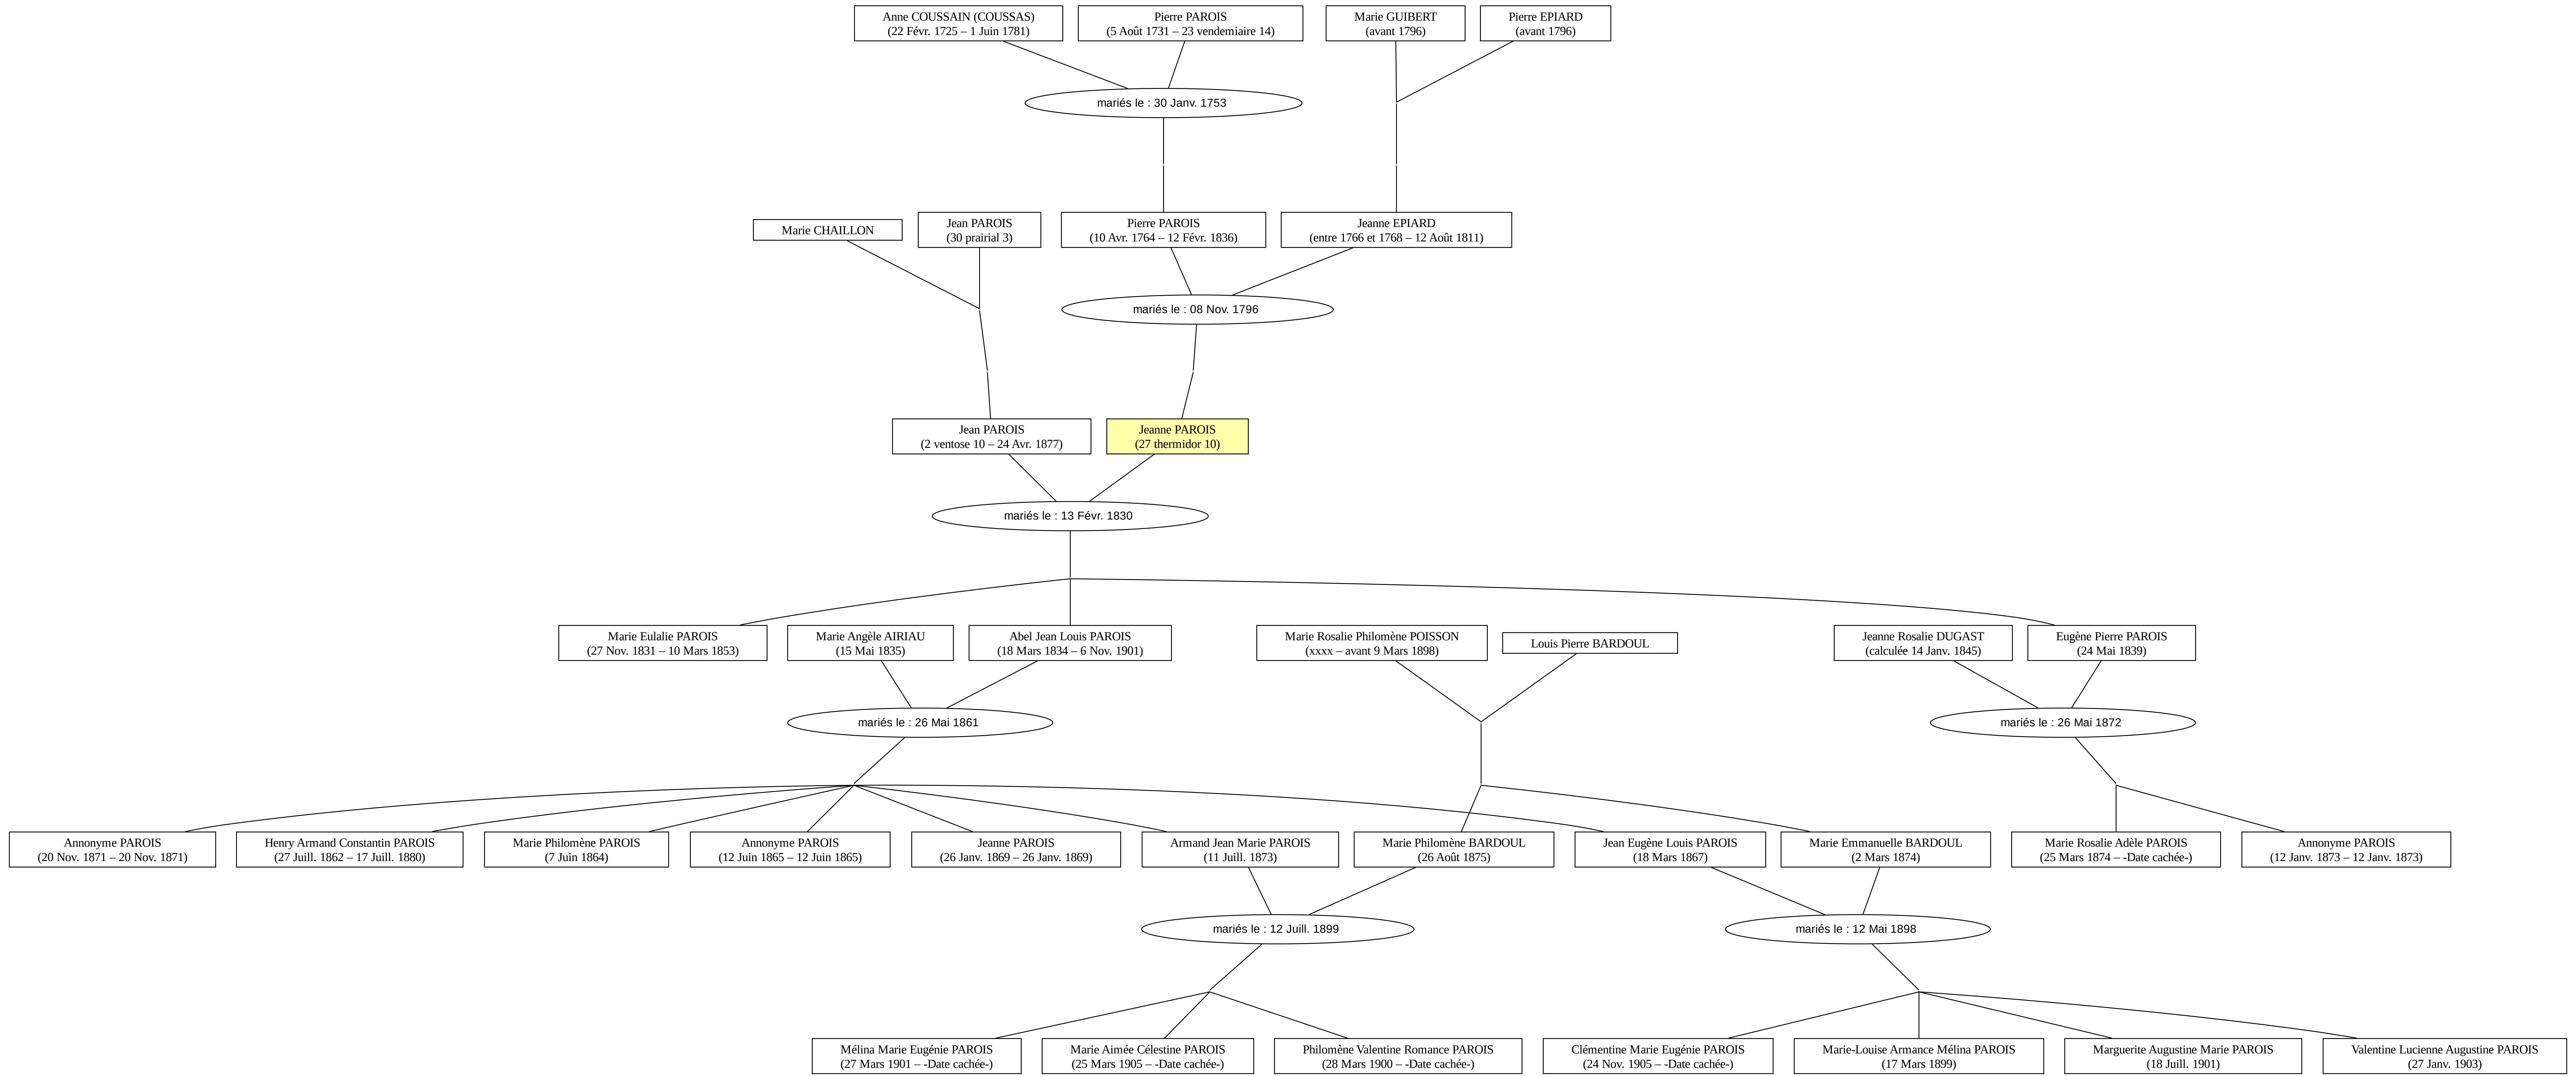 Anne COUSSAIN (COUSSAS)
(22 Févr. 1725 – 1 Juin 1781)
Pierre PAROIS
(5 Août 1731 – 23 vendemiaire 14)
Marie GUIBERT
(avant 1796)
Pierre EPIARD
(avant 1796)
mariés le : 30 Janv. 1753
Marie CHAILLON
Jean PAROIS
(30 prairial 3)
Pierre PAROIS
(10 Avr. 1764 – 12 Févr. 1836)
Jeanne EPIARD
(entre 1766 et 1768 – 12 Août 1811)
mariés le : 08 Nov. 1796
Jean PAROIS
(2 ventose 10 – 24 Avr. 1877)
Jeanne PAROIS
(27 thermidor 10)
mariés le : 13 Févr. 1830
Marie Eulalie PAROIS
(27 Nov. 1831 – 10 Mars 1853)
Marie Angèle AIRIAU
(15 Mai 1835)
Abel Jean Louis PAROIS
(18 Mars 1834 – 6 Nov. 1901)
Marie Rosalie Philomène POISSON
(xxxx – avant 9 Mars 1898)
Louis Pierre BARDOUL
Jeanne Rosalie DUGAST
(calculée 14 Janv. 1845)
Eugène Pierre PAROIS
(24 Mai 1839)
mariés le : 26 Mai 1861
mariés le : 26 Mai 1872
Annonyme PAROIS
(20 Nov. 1871 – 20 Nov. 1871)
Henry Armand Constantin PAROIS
(27 Juill. 1862 – 17 Juill. 1880)
Marie Philomène PAROIS
(7 Juin 1864)
Annonyme PAROIS
(12 Juin 1865 – 12 Juin 1865)
Jeanne PAROIS
(26 Janv. 1869 – 26 Janv. 1869)
Armand Jean Marie PAROIS
(11 Juill. 1873)
Marie Philomène BARDOUL
(26 Août 1875)
Jean Eugène Louis PAROIS
(18 Mars 1867)
Marie Emmanuelle BARDOUL
(2 Mars 1874)
Marie Rosalie Adèle PAROIS
(25 Mars 1874 – -Date cachée-)
Annonyme PAROIS
(12 Janv. 1873 – 12 Janv. 1873)
mariés le : 12 Juill. 1899
mariés le : 12 Mai 1898
Mélina Marie Eugénie PAROIS
(27 Mars 1901 – -Date cachée-)
Marie Aimée Célestine PAROIS
(25 Mars 1905 – -Date cachée-)
Philomène Valentine Romance PAROIS
(28 Mars 1900 – -Date cachée-)
Clémentine Marie Eugénie PAROIS
(24 Nov. 1905 – -Date cachée-)
Marie-Louise Armance Mélina PAROIS
(17 Mars 1899)
Marguerite Augustine Marie PAROIS
(18 Juill. 1901)
Valentine Lucienne Augustine PAROIS
(27 Janv. 1903)